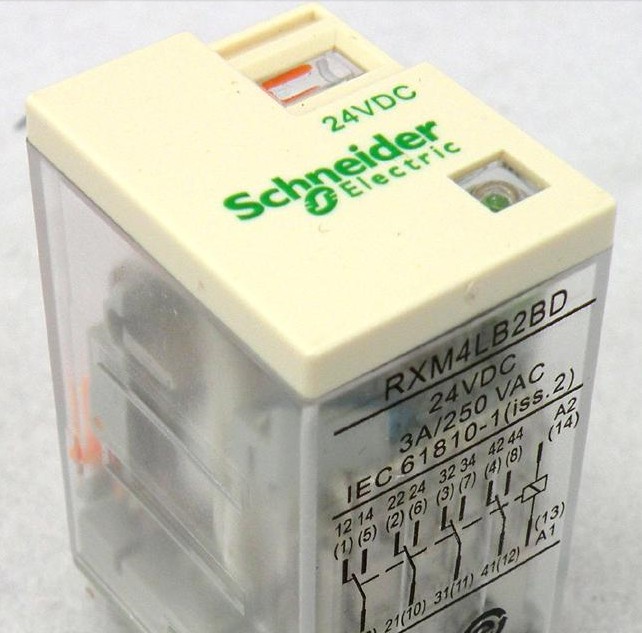 24VDC
Schneider
Electric
RXM4LB2BD
24VDC
3A/250 VAC
IEC 61810-1(iss.2)
12 14 22 24 32 34 42 44 A2
(1) (5) (2) (6) (3) (7) (4) (8) (14)
(13)
21(10) 31(11) 41(12) A1